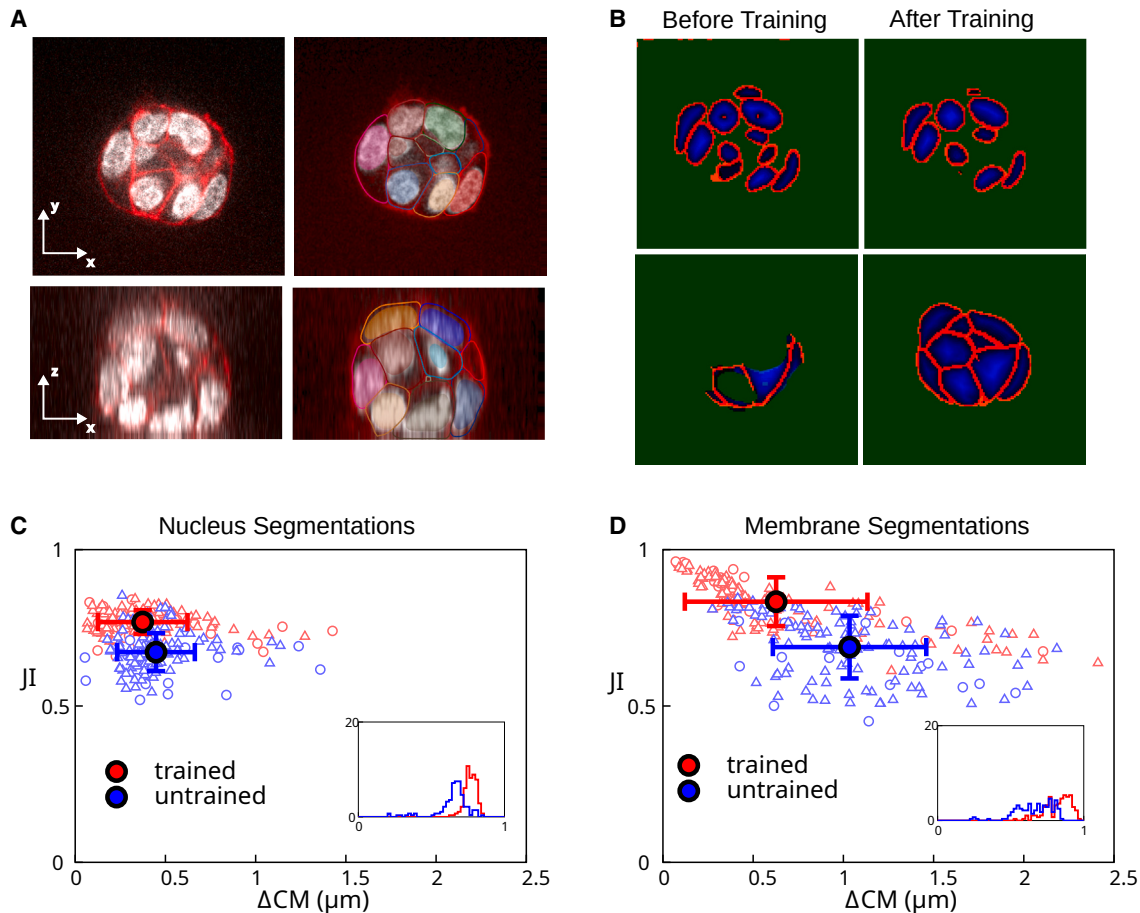 A
y
x
z
x
B
Before Training
After Training
C
Nucleus Segmentations
1
JI
0.5
0
trained
untrained
20
0
0
1
0
0.5
1
1.5
2
2.5
ΔCM (μm)
D
Membrane Segmentations
1
JI
0.5
0
trained
untrained
20
0
0
1
0
0.5
1
1.5
2
2.5
ΔCM (μm)